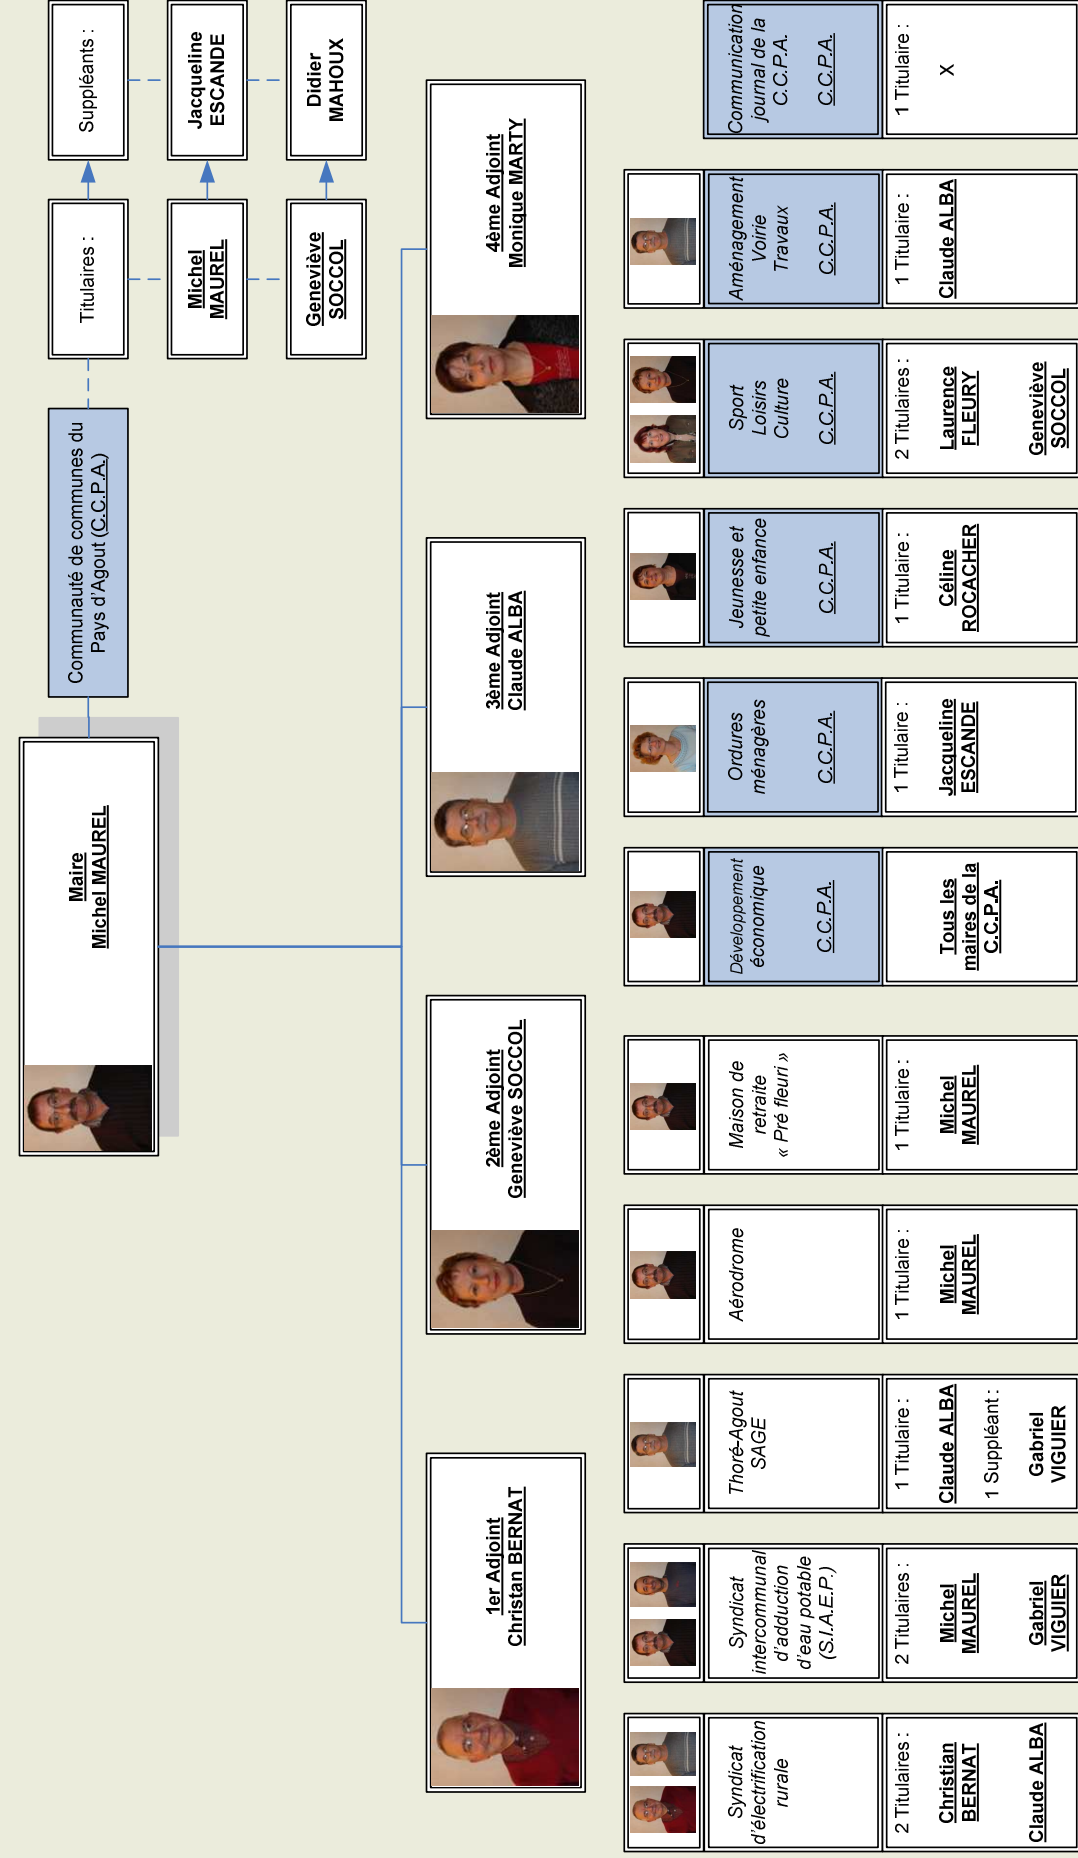 Maire
Michel MAUREL
Communauté de communes du
Pays d'Agout (C.C.P.A.)
Titulaires :
Suppléants :
Michel
MAUREL
Jacqueline
ESCANDE
Geneviève
SOCCOL
Didier
MAHOUX
1er Adjoint
Christan BERNAT
2ème Adjoint
Geneviève SOCCOL
3ème Adjoint
Claude ALBA
4ème Adjoint
Monique MARTY
Syndicat
d'électrification
rurale
2 Titulaires :
Christian
BERNAT
Claude ALBA
Syndicat
intercommunal
d'adduction
d'eau potable
(S.I.A.E.P.)
2 Titulaires :
Michel
MAUREL
Gabriel
VIGUIER
Thoré-Agout
SAGE
1 Titulaire :
Claude ALBA
1 Suppléant :
Gabriel
VIGUIER
Aérodrome
1 Titulaire :
Michel
MAUREL
Maison de
retraite
« Pré fleuri »
1 Titulaire :
Michel
MAUREL
Développement
économique
C.C.P.A.
Tous les
maires de la
C.C.P.A.
Ordures
ménagères
C.C.P.A.
1 Titulaire :
Jacqueline
ESCANDE
Jeunesse et
petite enfance
C.C.P.A.
1 Titulaire :
Céline
ROCACHER
Sport
Loisirs
Culture
C.C.P.A.
2 Titulaires :
Laurence
FLEURY
Geneviève
SOCCOL
Aménagement
Voirie
Travaux
C.C.P.A.
1 Titulaire :
Claude ALBA
Communication
journal de la
C.C.P.A.
C.C.P.A.
1 Titulaire :
X